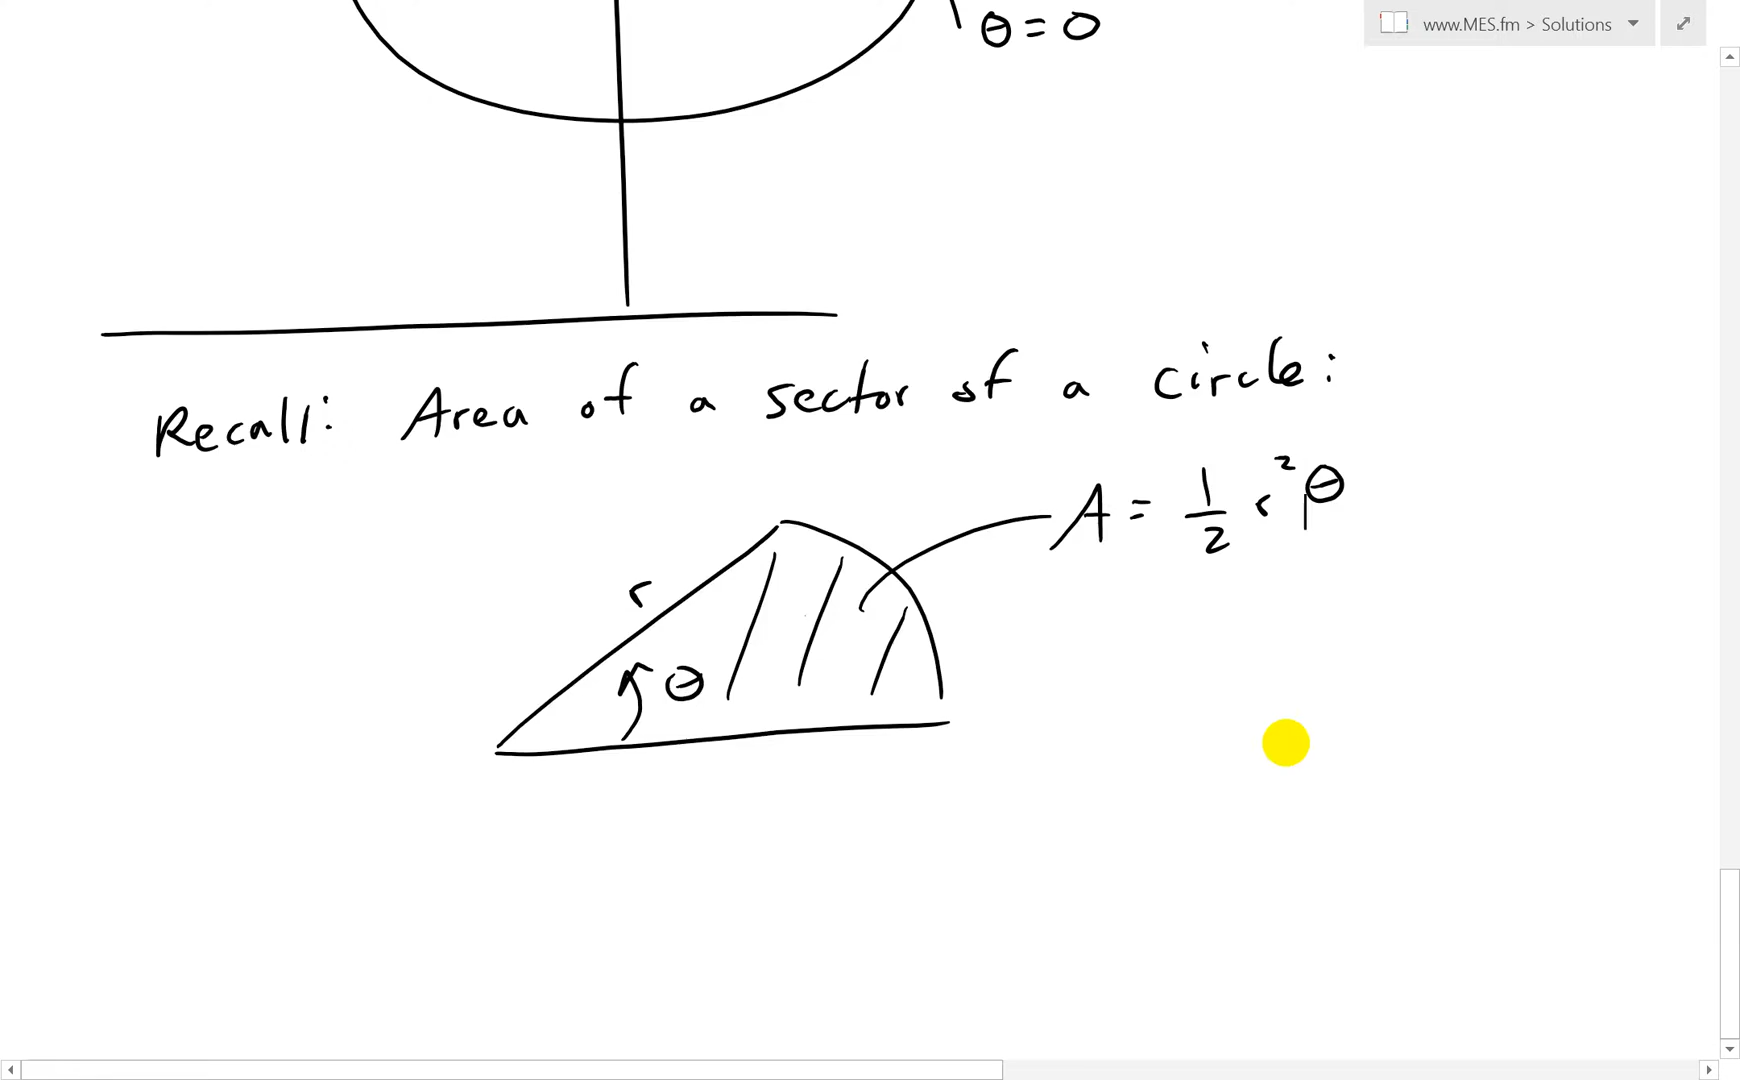 θ = 0
www.MES.fm > Solutions
Recall: Area of a sector of a circle:
A = 1/2 r² θ
r
θ